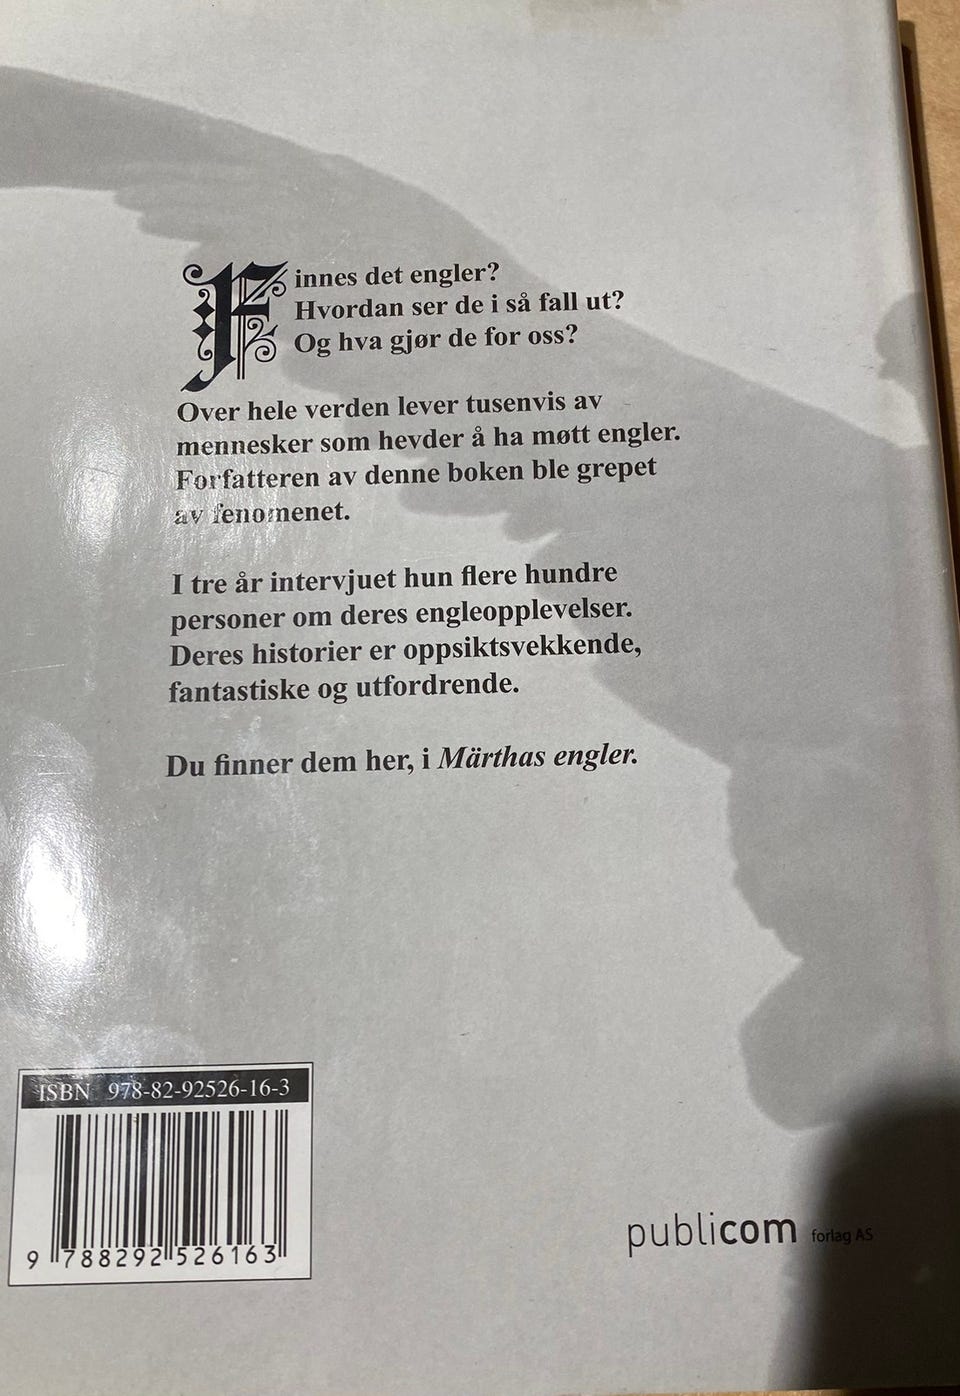 Finnes det engler?
Hvordan ser de i så fall ut?
Og hva gjør de for oss?
Over hele verden lever tusenvis av
mennesker som hevder å ha møtt engler.
Forfatteren av denne boken ble grepet
av fenomenet.
I tre år intervjuet hun flere hundre
personer om deres engleopplevelser.
Deres historier er oppsiktsvekkende,
fantastiske og utfordrende.
Du finner dem her, i Märthas engler.
ISBN 978-82-92526-16-3
9 788292 526163
publicom forlag AS